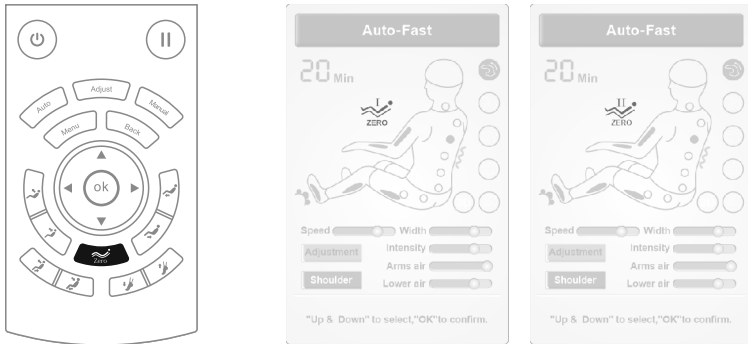 Auto
Adjust
Manual
Menu
Back
ok
Zero
Auto-Fast
20 Min
I
ZERO
Speed
Width
Adjustment
Intensity
Arms air
Shoulder
Lower air
"Up & Down" to select,"OK"to confirm.
Auto-Fast
20 Min
II
ZERO
Speed
Width
Adjustment
Intensity
Arms air
Shoulder
Lower air
"Up & Down" to select,"OK"to confirm.